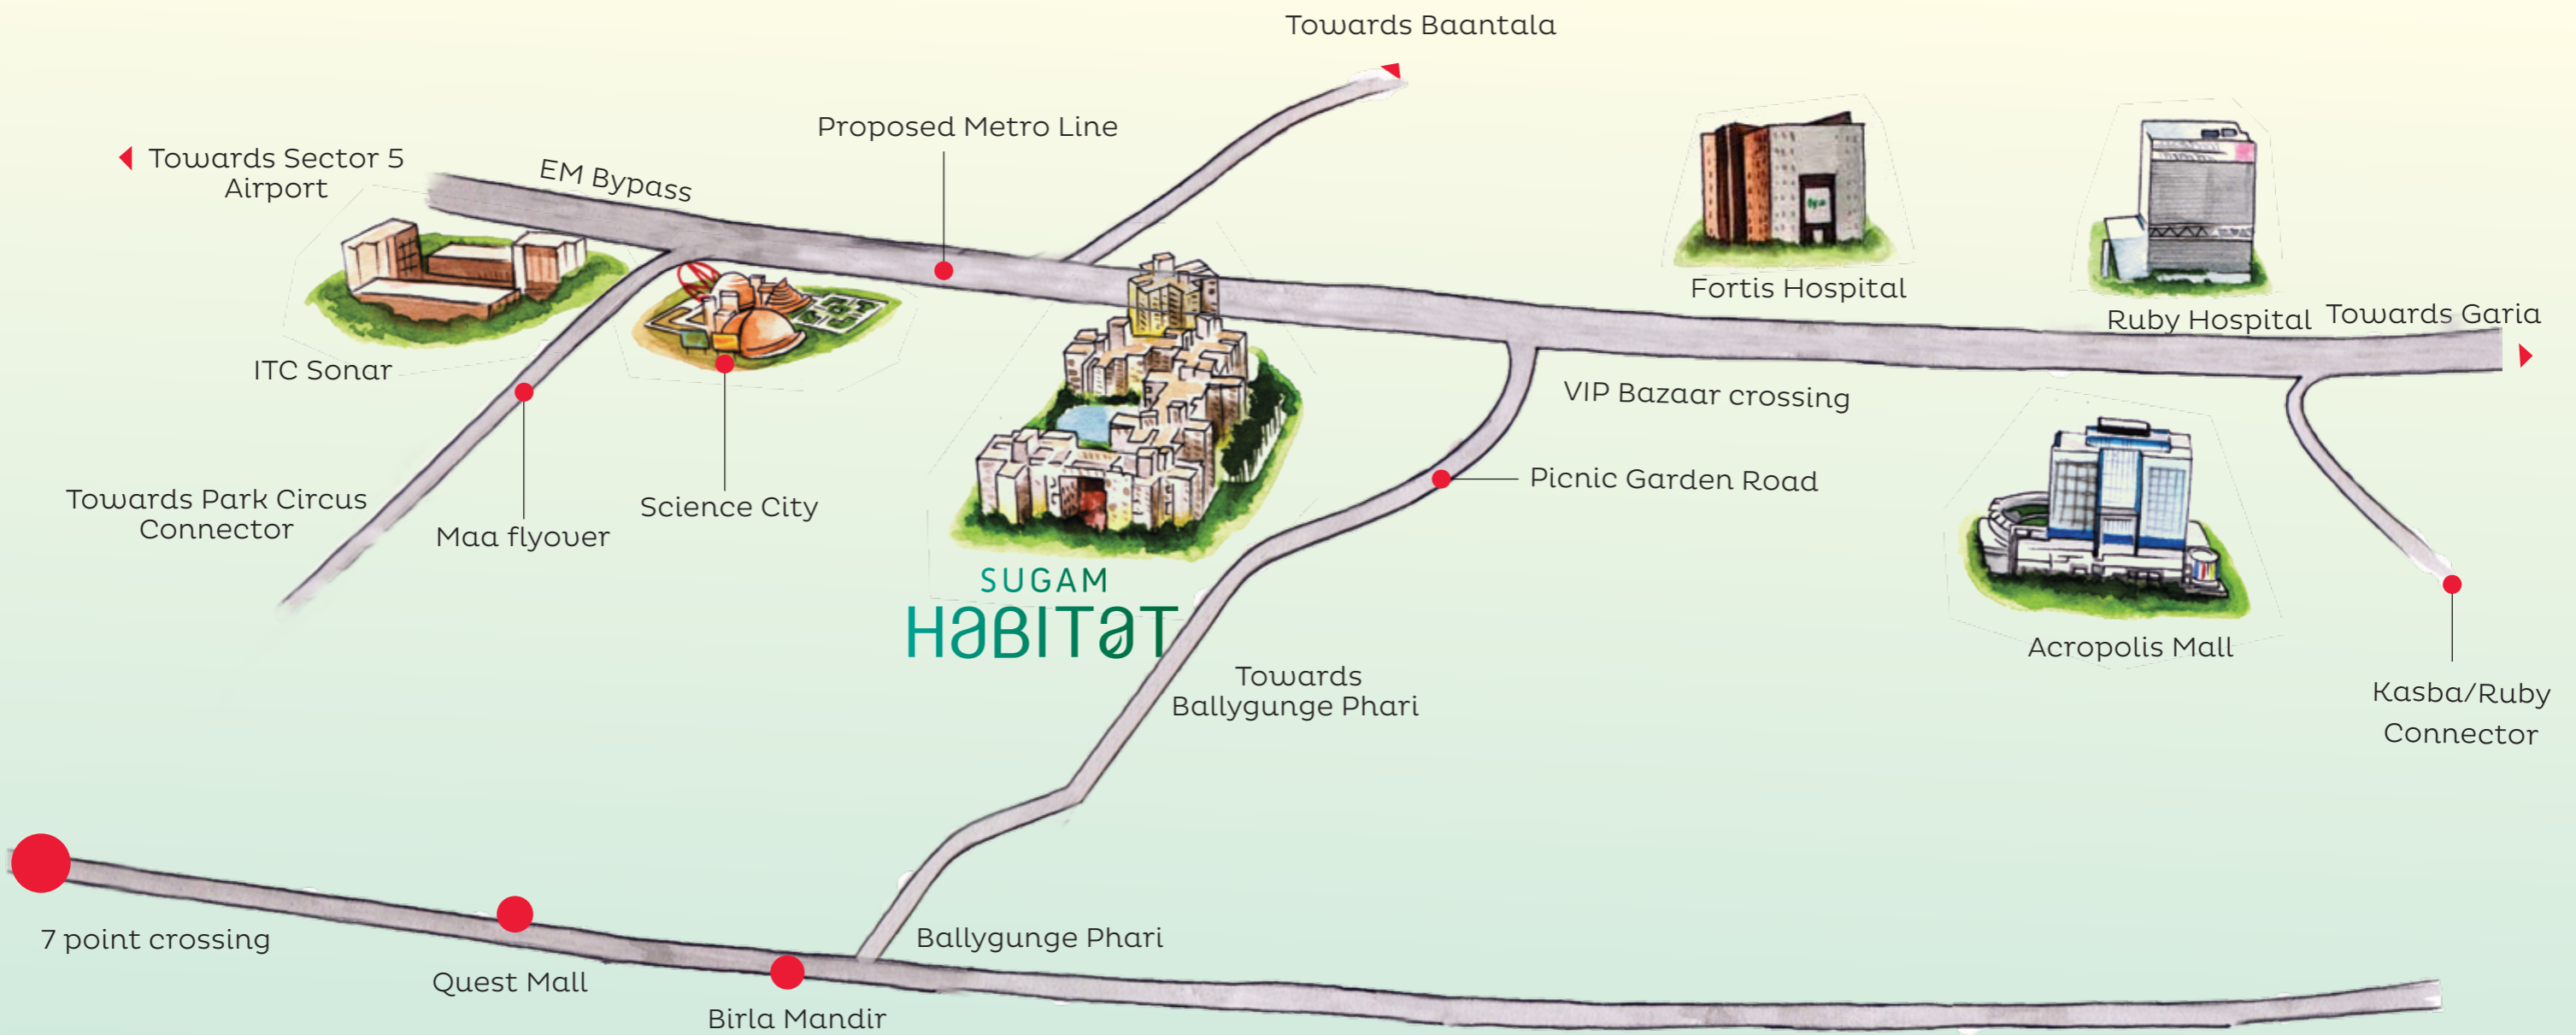 Towards Baantala
Proposed Metro Line
Towards Sector 5
Airport
EM Bypass
Fortis Hospital
Ruby Hospital
Towards Garia
ITC Sonar
VIP Bazaar crossing
Picnic Garden Road
Towards Park Circus
Connector
Science City
Maa flyover
SUGAM
HABITAT
Acropolis Mall
Towards
Ballygunge Phari
Kasba/Ruby
Connector
7 point crossing
Ballygunge Phari
Quest Mall
Birla Mandir